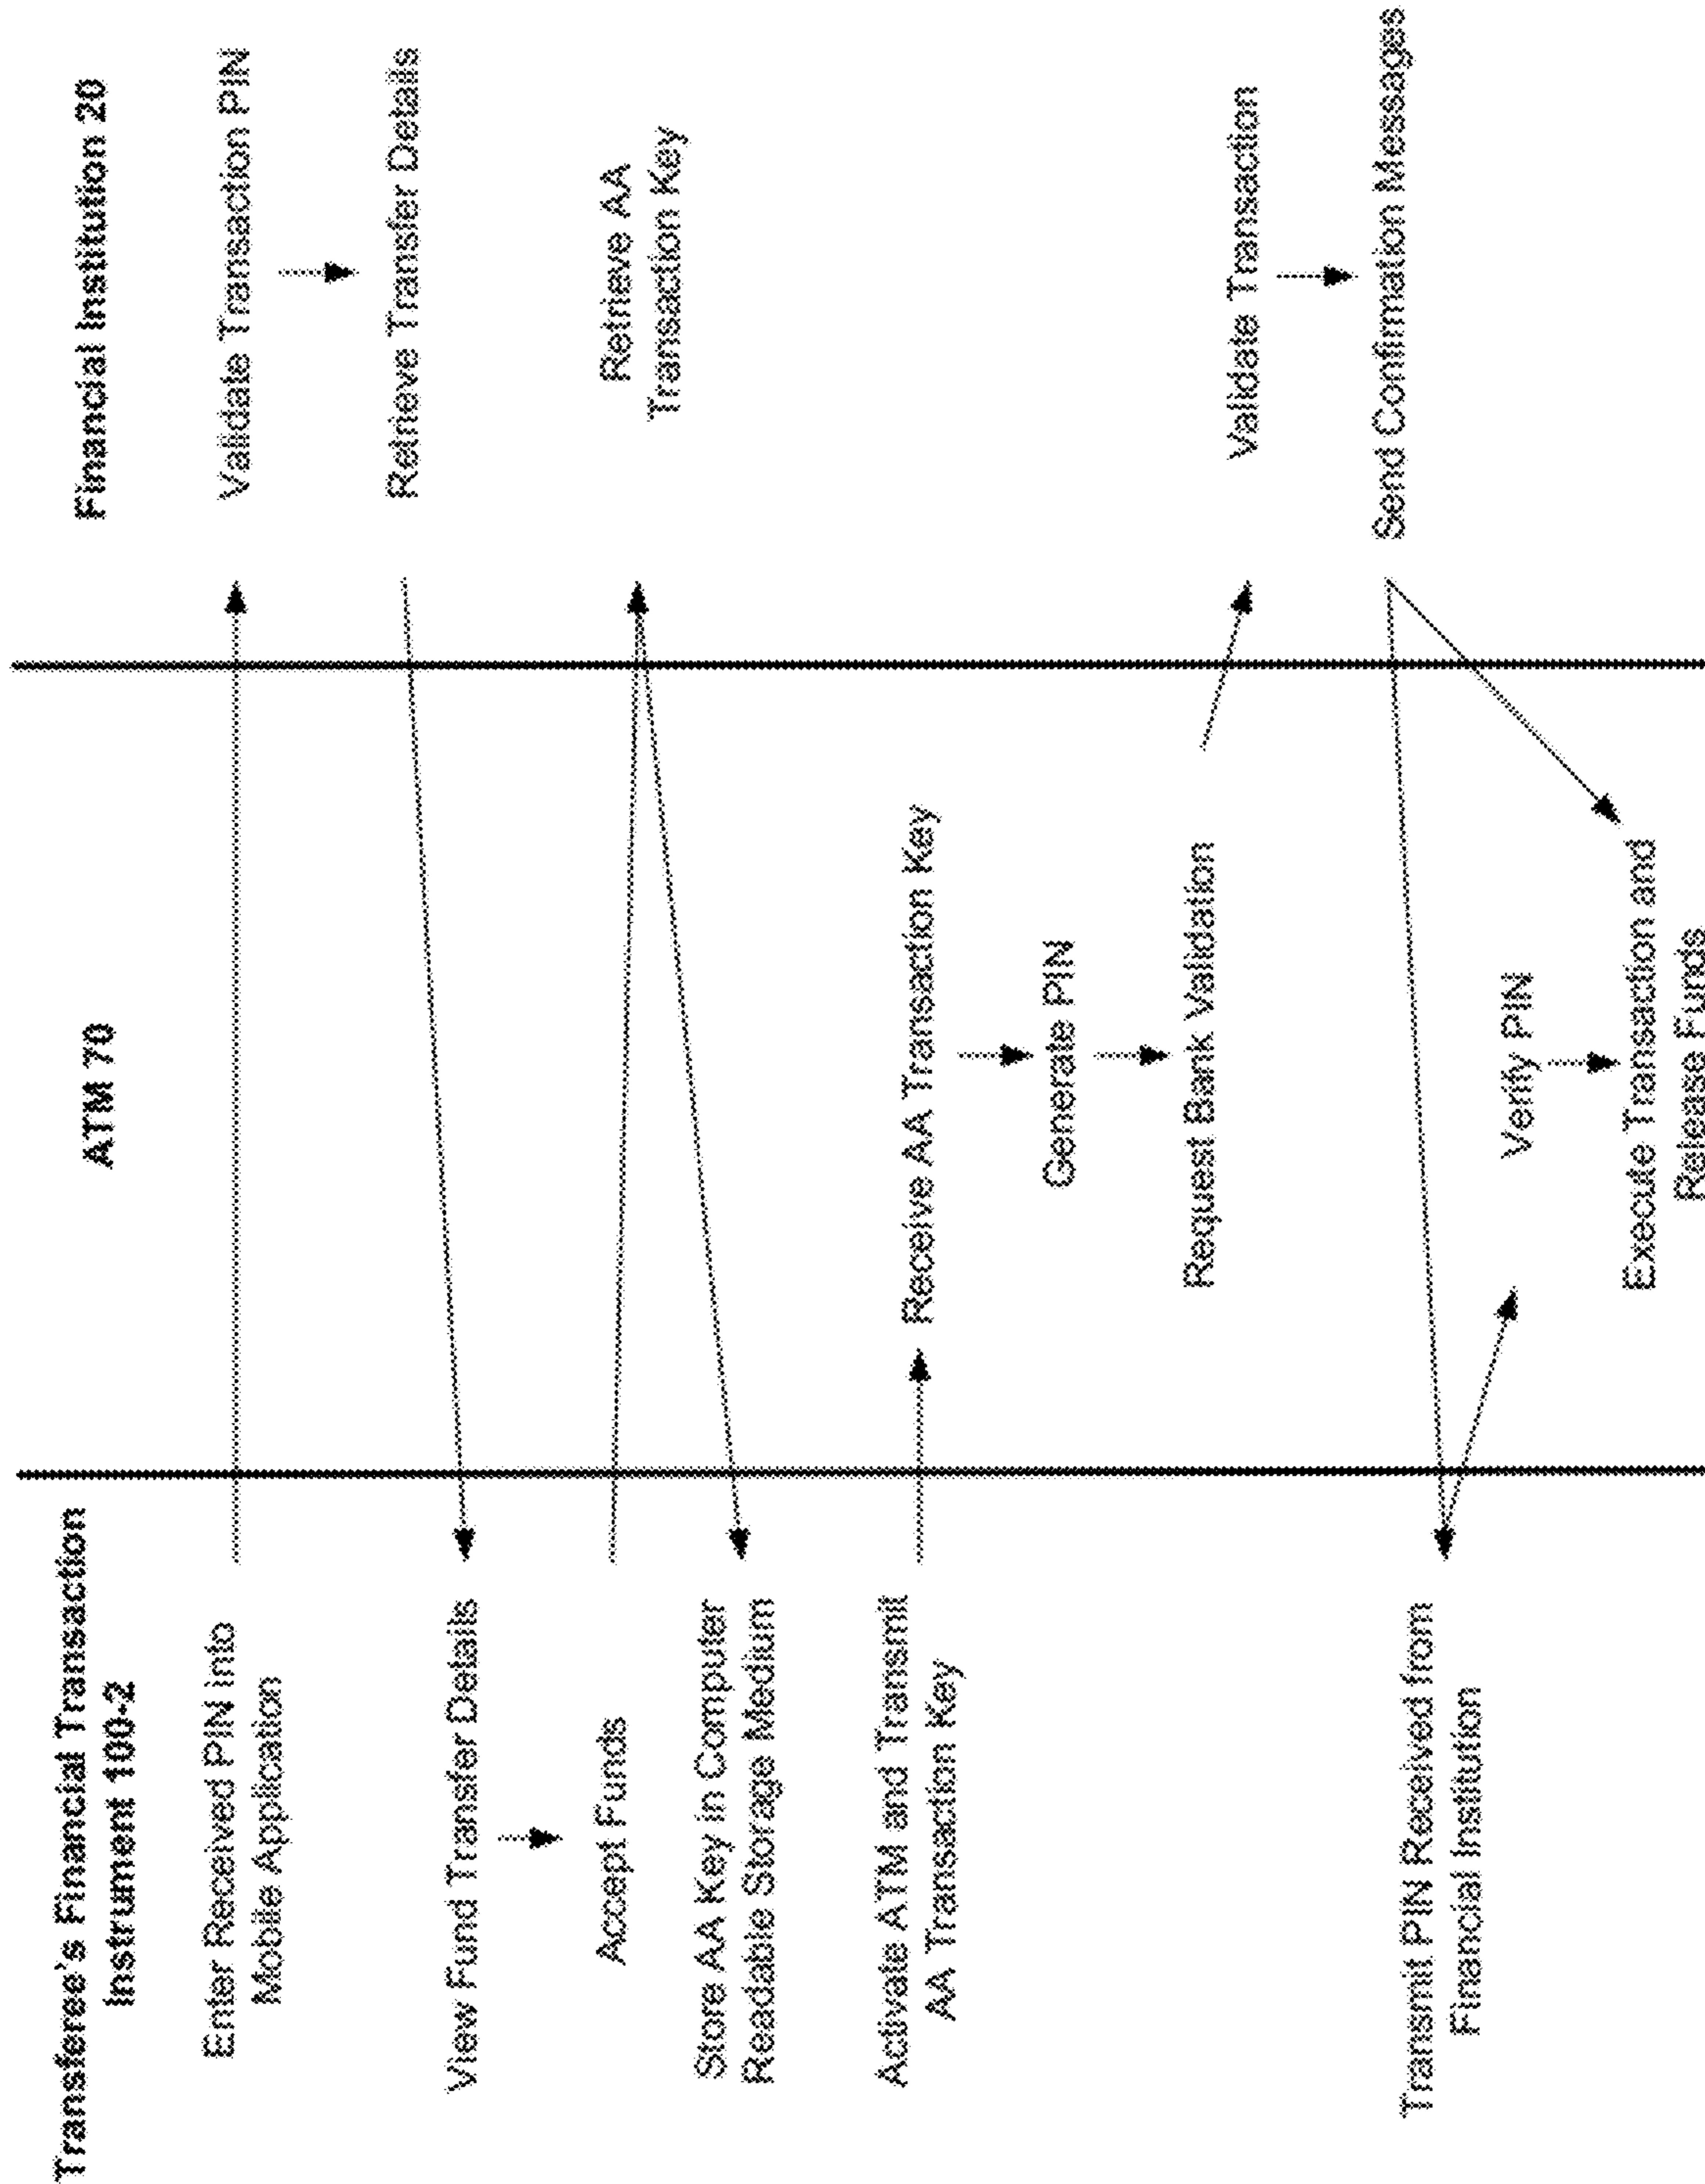 Transferee's Financial Transaction
Instrument 100-2
ATM 70
Financial Institution 20
Enter Received PIN into
Mobile Application
Validate Transaction PIN
Retrieve Transfer Details
View Fund Transfer Details
Accept Funds
Retrieve AA
Transaction Key
Store AA Key in Computer
Readable Storage Medium
Activate ATM and Transmit
AA Transaction Key
Receive AA Transaction Key
Generate PIN
Request Bank Validation
Validate Transaction
Send Confirmation Messages
Transmit PIN Received from
Financial Institution
Verify PIN
Execute Transaction and
Release Funds